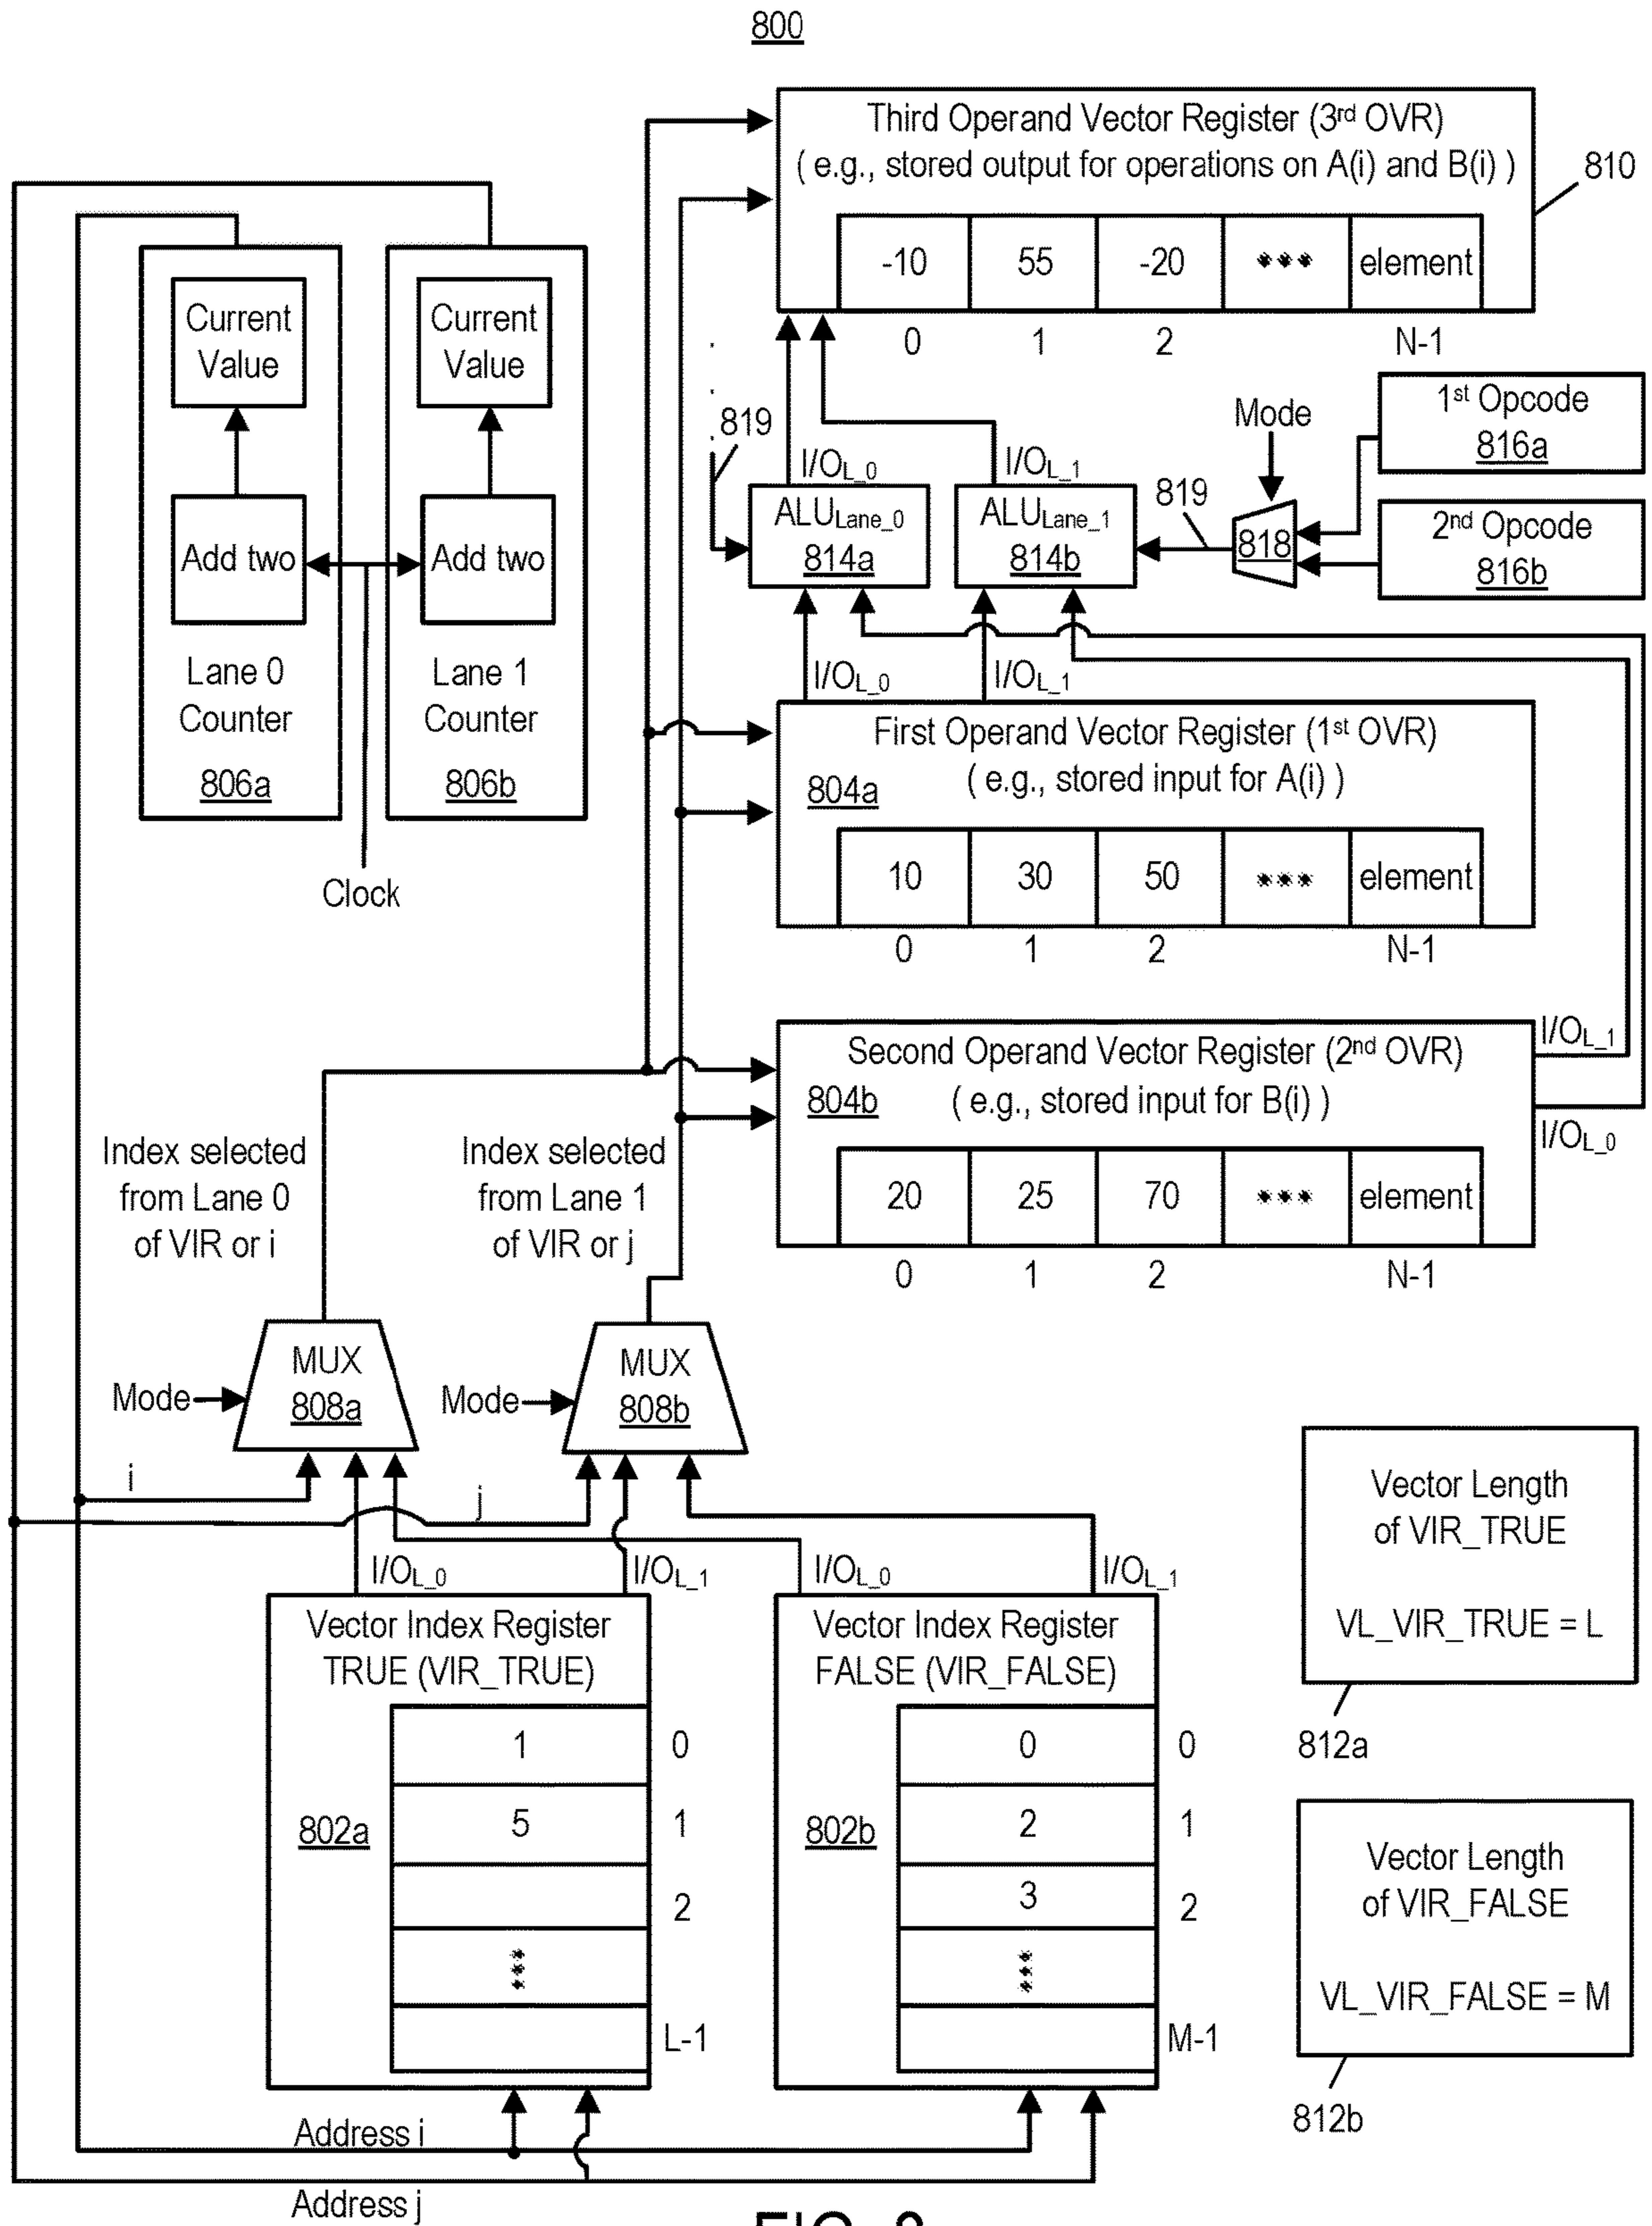 800
Third Operand Vector Register (3rd OVR)
( e.g., stored output for operations on A(i) and B(i) )
810
-10 55 -20 *** element
0 1 2 N-1
Current Value
Current Value
Add two
Add two
Lane 0 Counter
806a
Lane 1 Counter
806b
Clock
819
I/OL_0
I/OL_1
ALULane_0
814a
ALULane_1
814b
819
Mode
818
1st Opcode
816a
2nd Opcode
816b
I/OL_0
I/OL_1
First Operand Vector Register (1st OVR)
( e.g., stored input for A(i) )
804a
10 30 50 *** element
0 1 2 N-1
Second Operand Vector Register (2nd OVR)
( e.g., stored input for B(i) )
804b
20 25 70 *** element
0 1 2 N-1
I/OL_1
I/OL_0
Index selected
from Lane 0
of VIR or i
Index selected
from Lane 1
of VIR or j
Mode
MUX
808a
Mode
MUX
808b
i
j
I/OL_0
I/OL_1
I/OL_0
I/OL_1
Vector Index Register
TRUE (VIR_TRUE)
802a
1 0
5 1
2
***
L-1
Vector Index Register
FALSE (VIR_FALSE)
802b
0 0
2 1
3 2
***
M-1
Vector Length
of VIR_TRUE
VL_VIR_TRUE = L
812a
Vector Length
of VIR_FALSE
VL_VIR_FALSE = M
812b
Address i
Address j